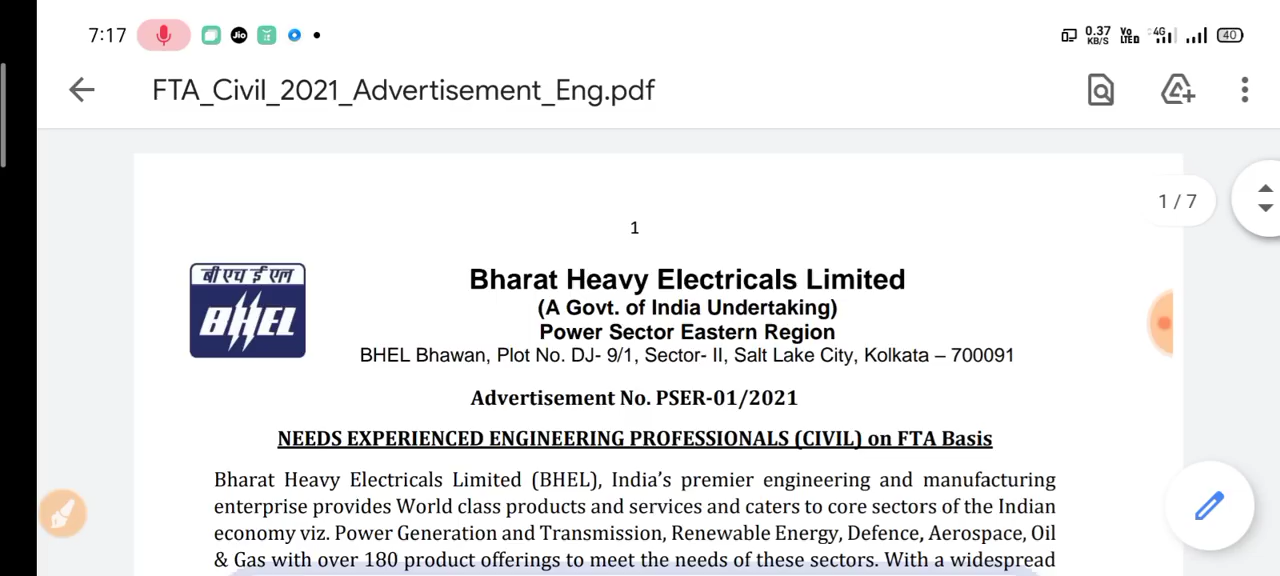 7:17 Jio 0.37 KB/S Vo LTED 4G 40
FTA_Civil_2021_Advertisement_Eng.pdf
1 / 7
1
बी एच ई एल
BHEL
Bharat Heavy Electricals Limited
(A Govt. of India Undertaking)
Power Sector Eastern Region
BHEL Bhawan, Plot No. DJ- 9/1, Sector- II, Salt Lake City, Kolkata – 700091
Advertisement No. PSER-01/2021
NEEDS EXPERIENCED ENGINEERING PROFESSIONALS (CIVIL) on FTA Basis
Bharat Heavy Electricals Limited (BHEL), India’s premier engineering and manufacturing
enterprise provides World class products and services and caters to core sectors of the Indian
economy viz. Power Generation and Transmission, Renewable Energy, Defence, Aerospace, Oil
& Gas with over 180 product offerings to meet the needs of these sectors. With a widespread